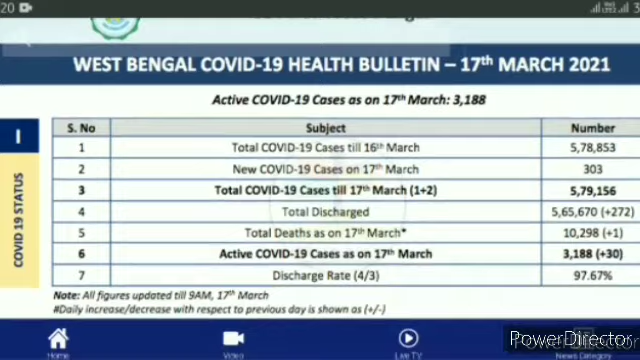 20
WEST BENGAL COVID-19 HEALTH BULLETIN – 17th MARCH 2021
Active COVID-19 Cases as on 17th March: 3,188
I
COVID 19 STATUS
S. No Subject Number
1 Total COVID-19 Cases till 16th March 5,78,853
2 New COVID-19 Cases on 17th March 303
3 Total COVID-19 Cases till 17th March (1+2) 5,79,156
4 Total Discharged 5,65,670 (+272)
5 Total Deaths as on 17th March* 10,298 (+1)
6 Active COVID-19 Cases as on 17th March 3,188 (+30)
7 Discharge Rate (4/3) 97.67%
Note: All figures updated till 9AM, 17th March
#Daily increase/decrease with respect to previous day is shown as (+/-)
Home Video Live TV News Category
PowerDirector